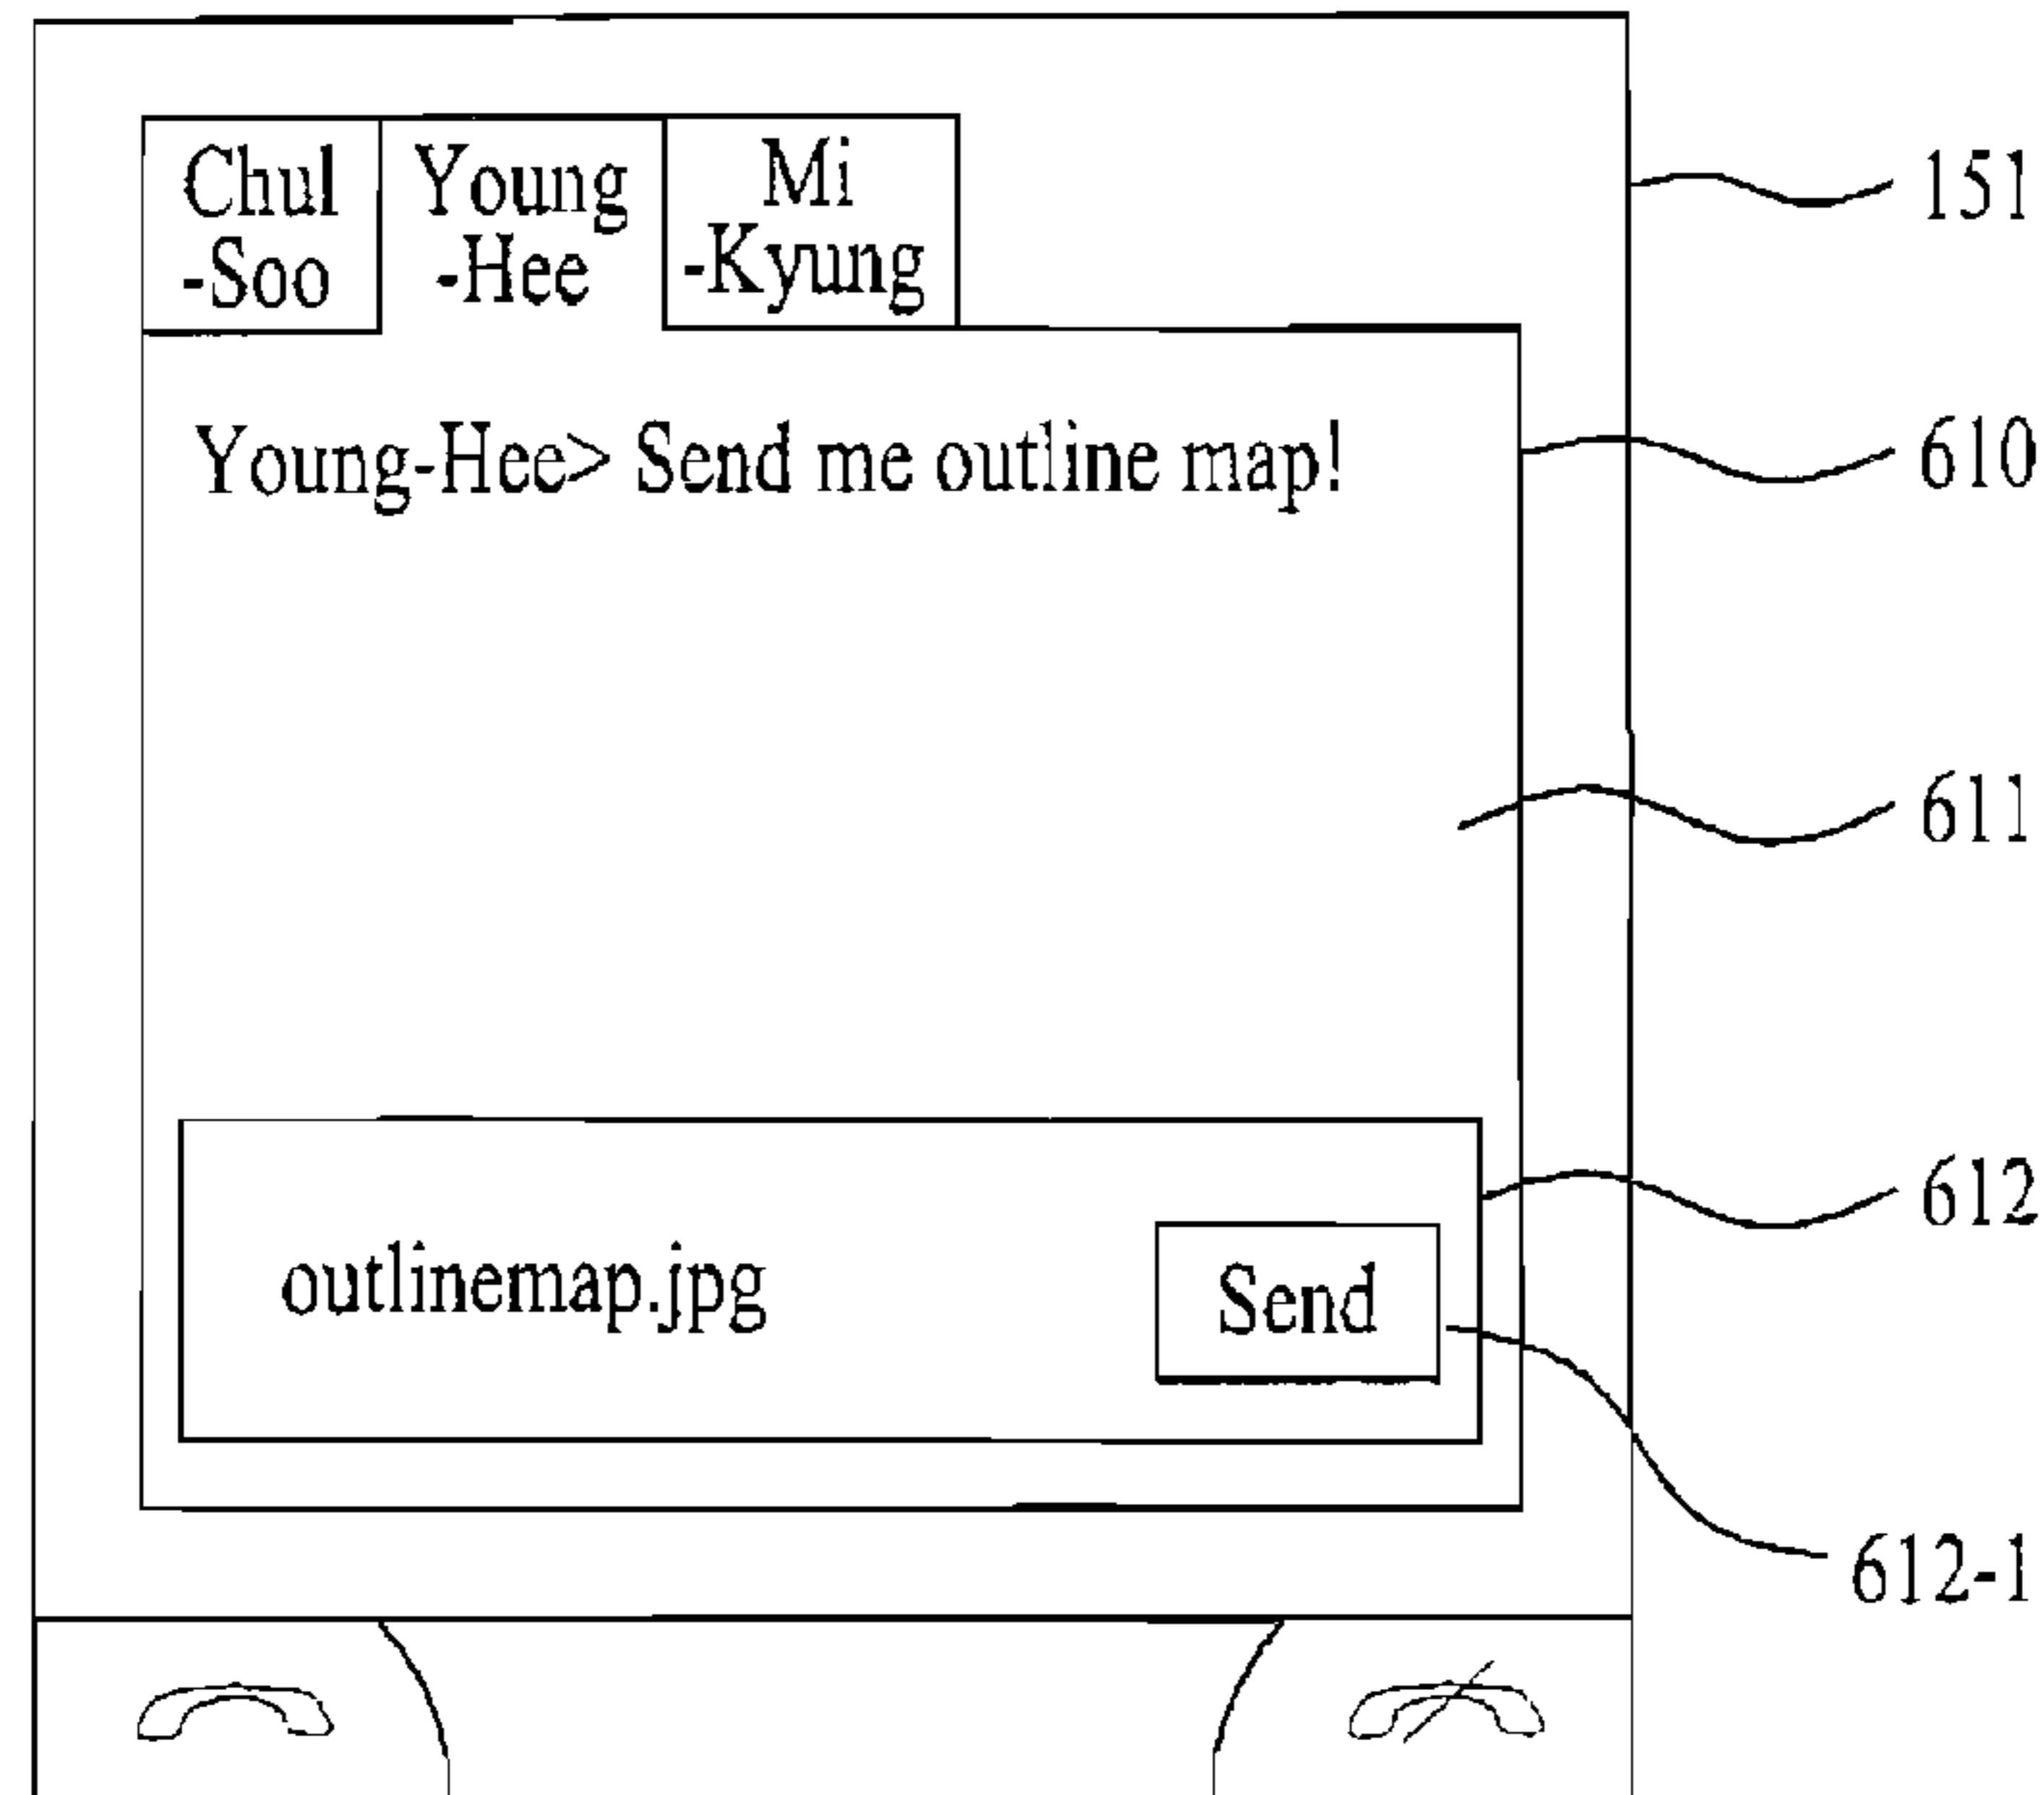 Chul
-Soo
Young
-Hee
Mi
-Kyung
151
Young-Hee> Send me outline map!
610
611
612
outlinemap.jpg
Send
612-1